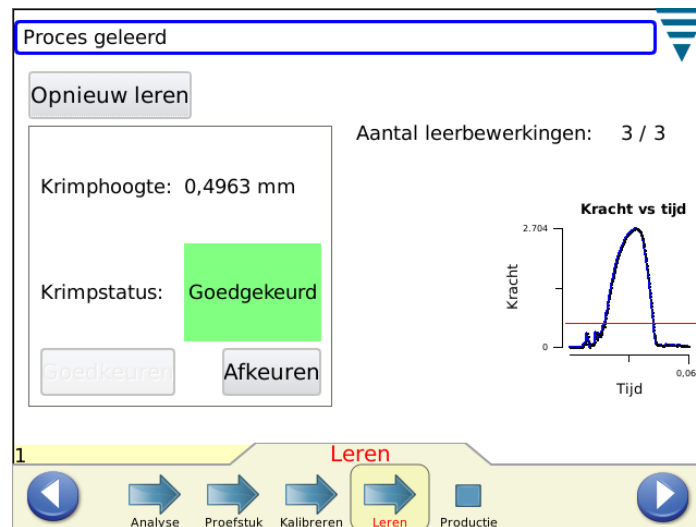 Proces geleerd
Opnieuw leren
Aantal leerbewerkingen: 3 / 3
Krimphoogte: 0,4963 mm
Krimpstatus: Goedgekeurd
Goedkeuren
Afkeuren
Kracht vs tijd
2.704
Kracht
0
0,06
Tijd
1
Leren
Analyse Proefstuk Kalibreren Leren Productie